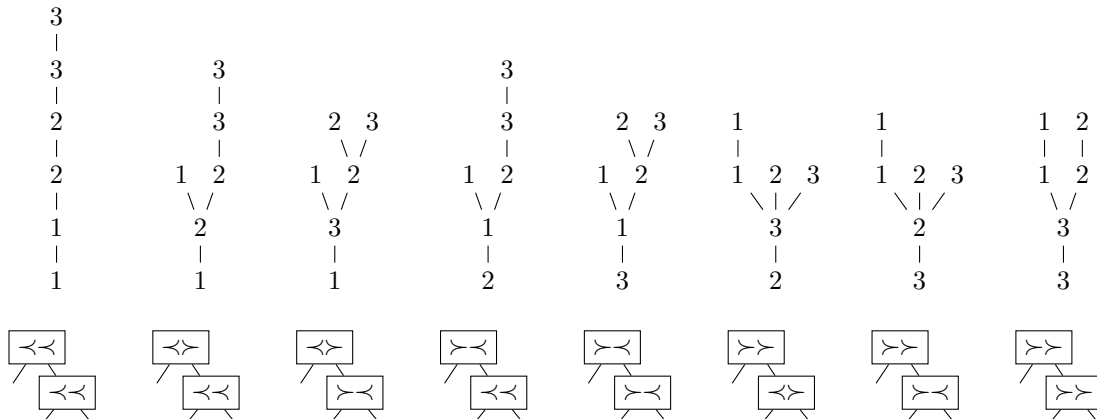 3
3 3 3
2 3 2 3 3 2 3 1 1 1 2
2 1 2 1 2 1 2 1 2 1 2 3 1 2 3 1 2
1 2 3 1 1 3 2 3
1 1 1 2 3 2 3 3
≺≺ ≺≻ ≺≻ ≻≺ ≻≺ ≻≻ ≻≻ ≻≻
≺≺ ≺≺ ≻≺ ≺≺ ≻≺ ≺≻ ≻≺ ≻≻